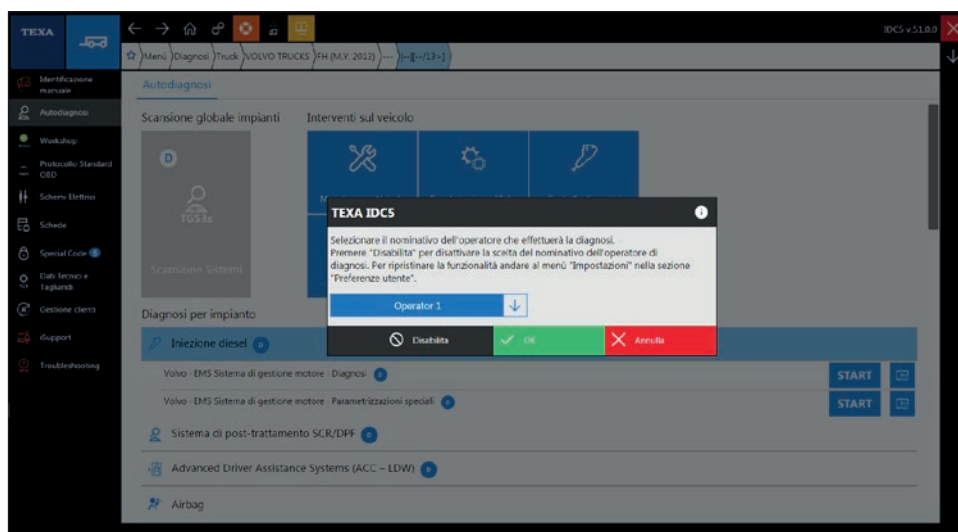 TEXA
IDC5 v.51.0.0
Menù Diagnosi Truck VOLVO TRUCKS FH (M.Y. 2013) --- [--[--/13>]
Identificazione manuale
Autodiagnosi
Workshop
Protocollo Standard OBD
Schemi Elettrici
Schede
Special Code 5
Dati Tecnici e Tagliandi
Gestione clienti
iSupport
Troubleshooting
Autodiagnosi
Scansione globale impianti
Interventi sul veicolo
D
TGS3s
Scansione Sistemi
TEXA IDC5
Selezionare il nominativo dell'operatore che effettuerà la diagnosi.
Premere "Disabilita" per disattivare la scelta del nominativo dell'operatore di
diagnosi. Per ripristinare la funzionalità andare al menù "Impostazioni" nella sezione
"Preferenze utente".
Operator 1
Disabilita
OK
Annulla
Diagnosi per impianto
Iniezione diesel D
Volvo - EMS Sistema di gestione motore - Diagnosi D
START
Volvo - EMS Sistema di gestione motore - Parametrizzazioni speciali D
START
Sistema di post-trattamento SCR/DPF D
Advanced Driver Assistance Systems (ACC – LDW) D
Airbag